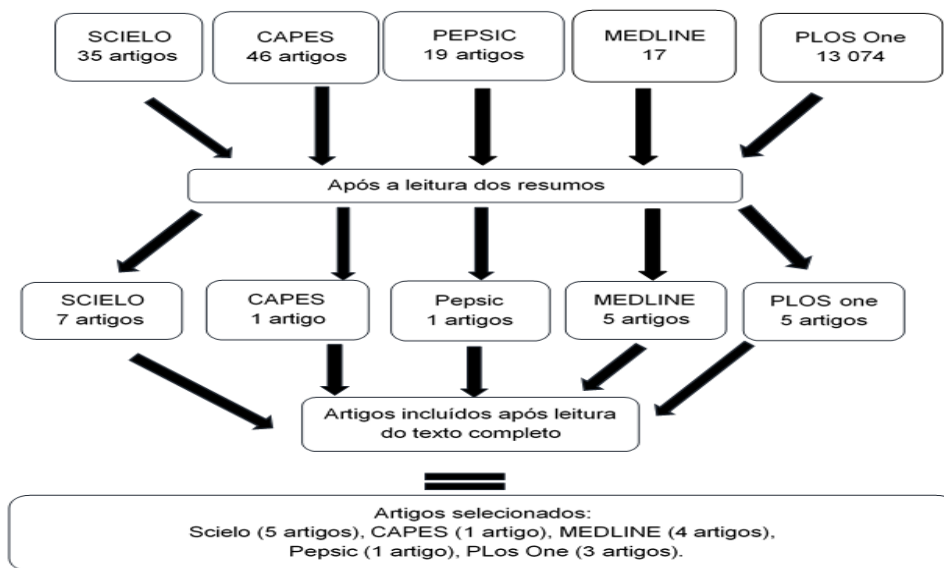 SCIELO
35 artigos
CAPES
46 artigos
PEPSIC
19 artigos
MEDLINE
17
PLOS One
13 074
Após a leitura dos resumos
SCIELO
7 artigos
CAPES
1 artigo
Pepsic
1 artigos
MEDLINE
5 artigos
PLOS one
5 artigos
Artigos incluídos após leitura
do texto completo
Artigos selecionados:
Scielo (5 artigos), CAPES (1 artigo), MEDLINE (4 artigos),
Pepsic (1 artigo), PLos One (3 artigos).